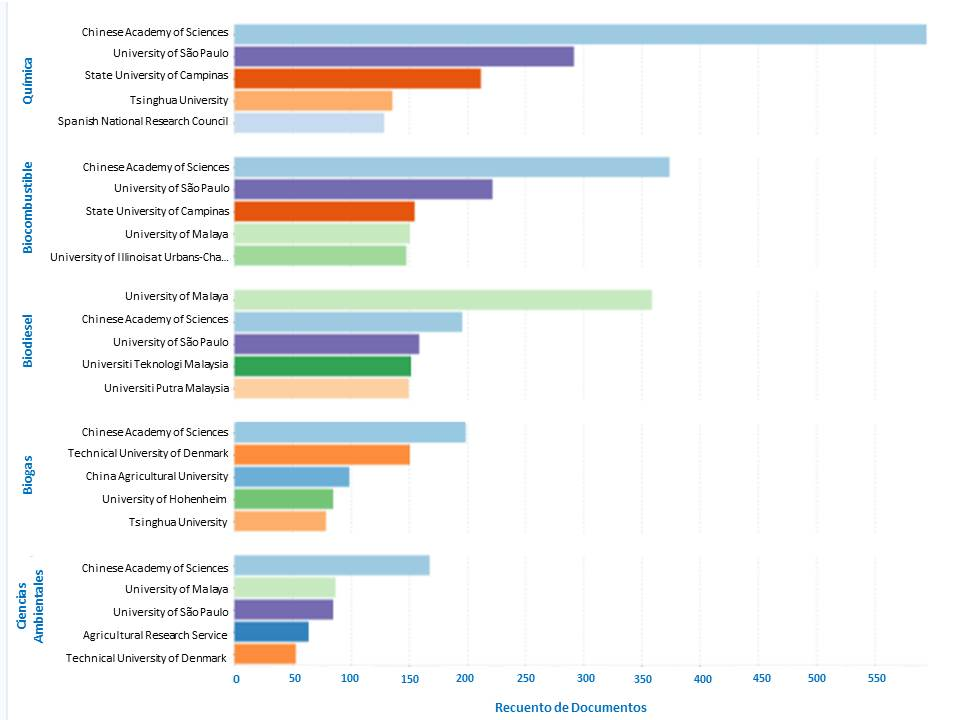 Química
Chinese Academy of Sciences
University of São Paulo
State University of Campinas
Tsinghua University
Spanish National Research Council
Biocombustible
Chinese Academy of Sciences
University of São Paulo
State University of Campinas
University of Malaya
University of Illinois at Urbans-Cha...
Biodiesel
University of Malaya
Chinese Academy of Sciences
University of São Paulo
Universiti Teknologi Malaysia
Universiti Putra Malaysia
Biogas
Chinese Academy of Sciences
Technical University of Denmark
China Agricultural University
University of Hohenheim
Tsinghua University
Ciencias
Ambientales
Chinese Academy of Sciences
University of Malaya
University of São Paulo
Agricultural Research Service
Technical University of Denmark
0 50 100 150 200 250 300 350 400 450 500 550
Recuento de Documentos